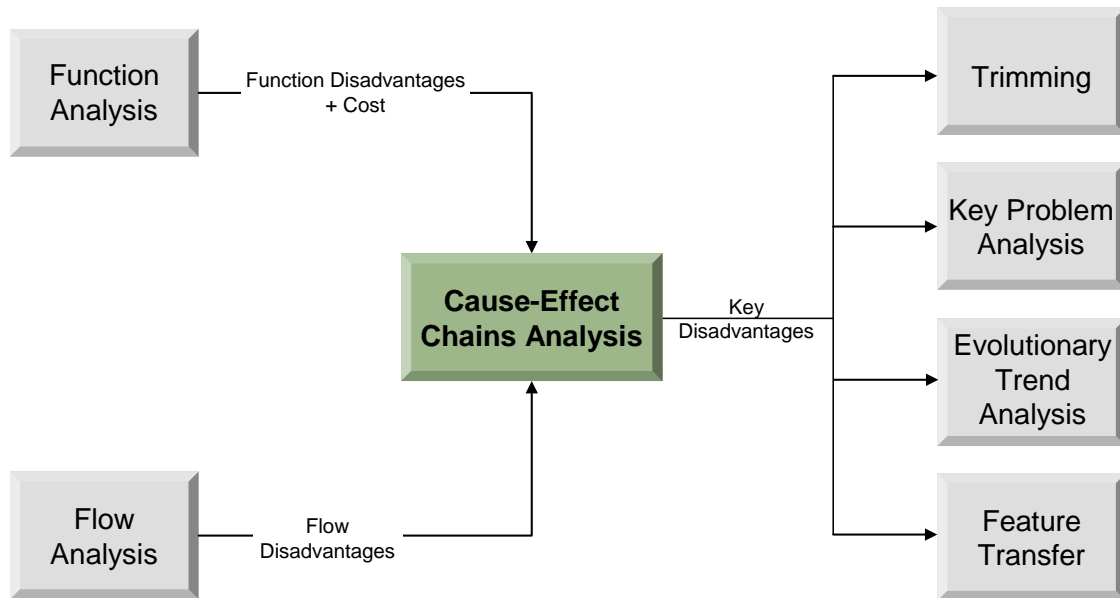 Function
Analysis
Function Disadvantages
+ Cost
Flow
Analysis
Flow
Disadvantages
Cause-Effect
Chains Analysis
Key
Disadvantages
Trimming
Key Problem
Analysis
Evolutionary
Trend
Analysis
Feature
Transfer